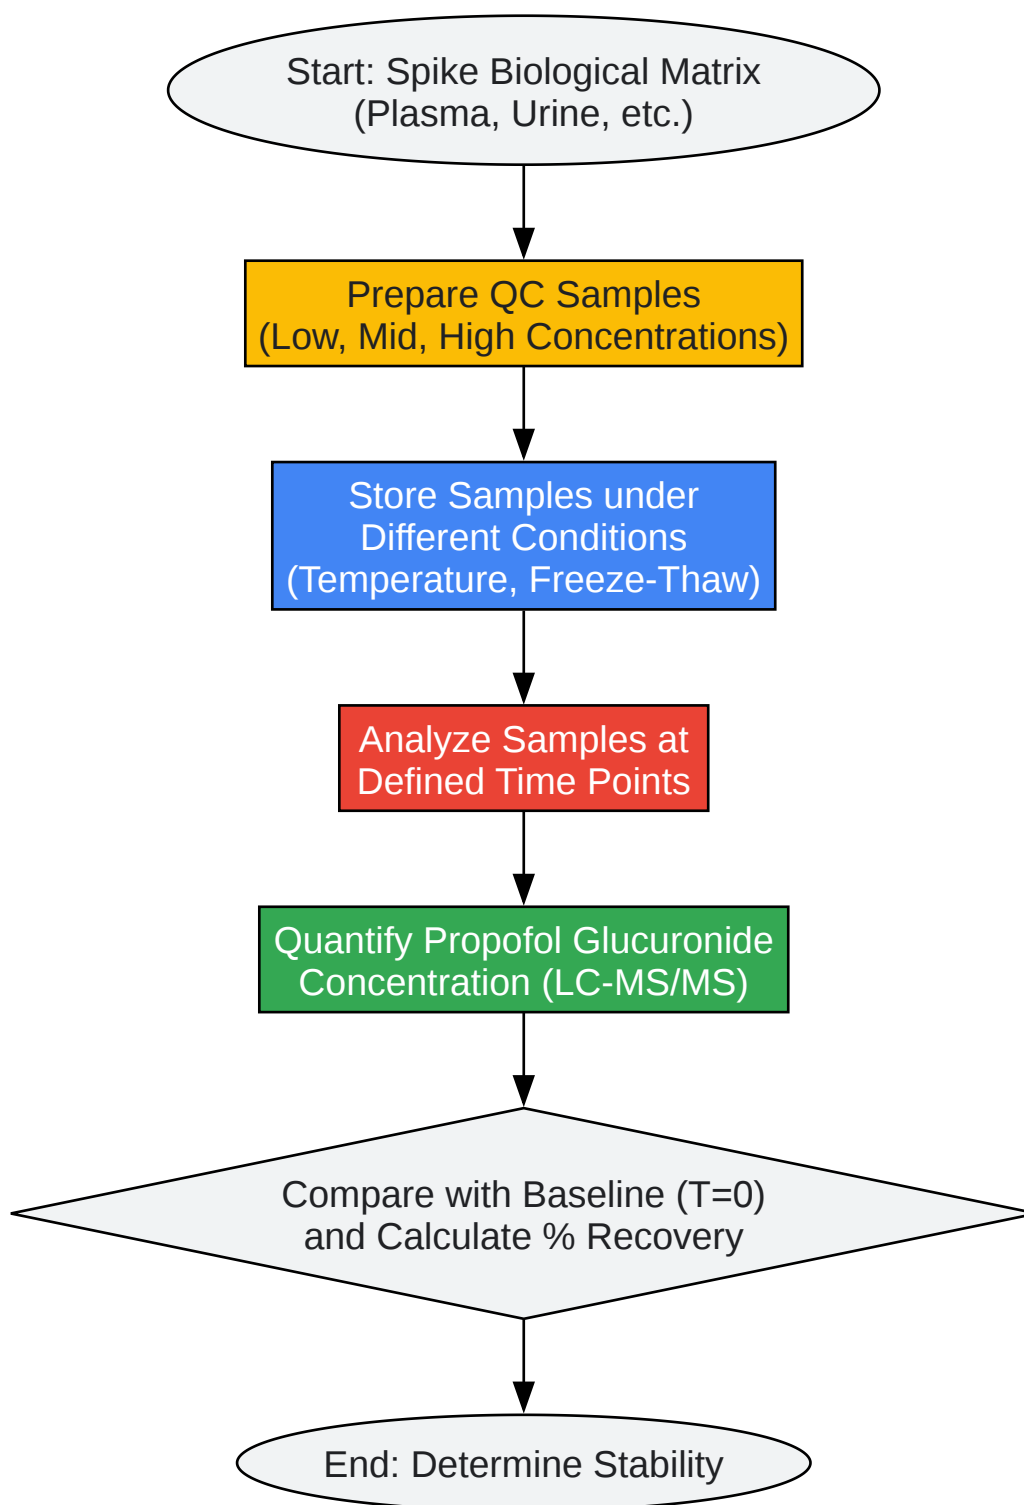 Start: Spike Biological Matrix
(Plasma, Urine, etc.)
Prepare QC Samples
(Low, Mid, High Concentrations)
Store Samples under
Different Conditions
(Temperature, Freeze-Thaw)
Analyze Samples at
Defined Time Points
Quantify Propofol Glucuronide
Concentration (LC-MS/MS)
Compare with Baseline (T=0)
and Calculate % Recovery
End: Determine Stability